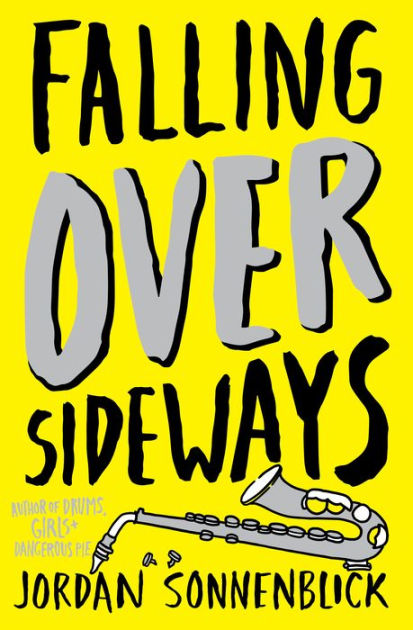 FALLING
OVER
SIDEWAYS
AUTHOR OF DRUMS,
GIRLS +
DANGEROUS PIE
JORDAN SONNENBLICK